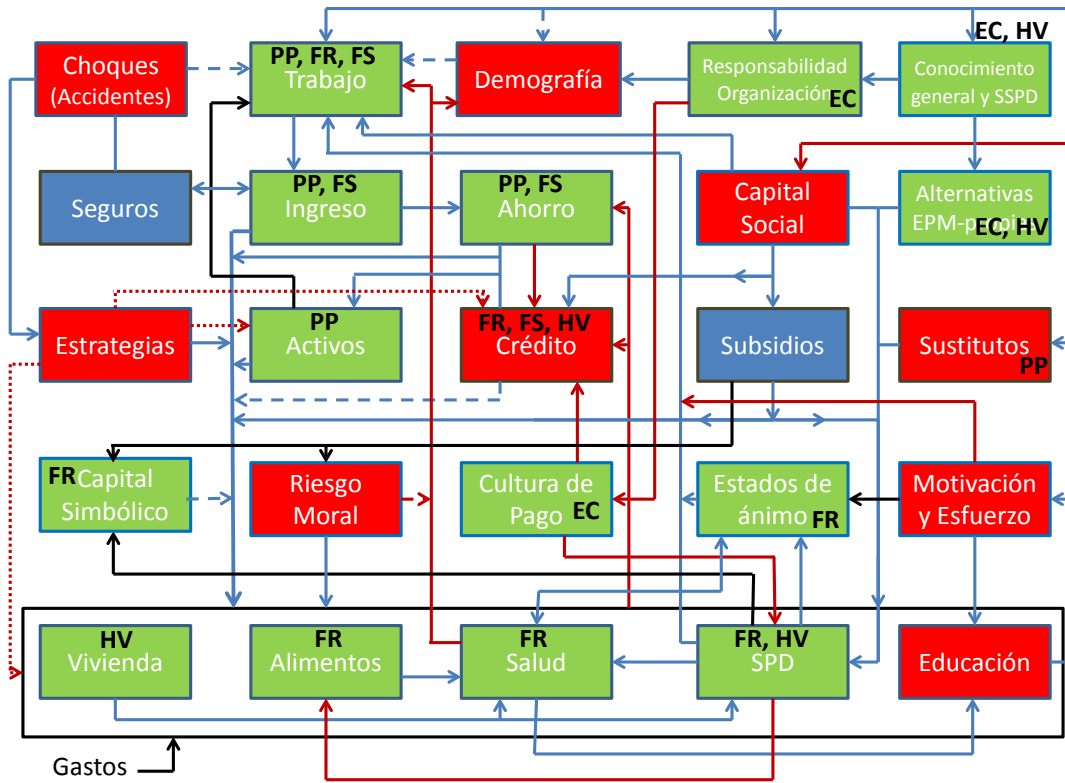 EC, HV
Choques
(Accidentes)
PP, FR, FS
Trabajo
Demografía
Responsabilidad
Organización
EC
Conocimiento
general y SSPD
Seguros
PP, FS
Ingreso
PP, FS
Ahorro
Capital
Social
Alternativas
EPM-propias
EC, HV
Estrategias
PP
Activos
FR, FS, HV
Crédito
Subsidios
Sustitutos
PP
FR
Capital
Simbólico
Riesgo
Moral
Cultura de
Pago
EC
Estados de
ánimo
FR
Motivación
y Esfuerzo
HV
Vivienda
FR
Alimentos
FR
Salud
FR, HV
SPD
Educación
Gastos